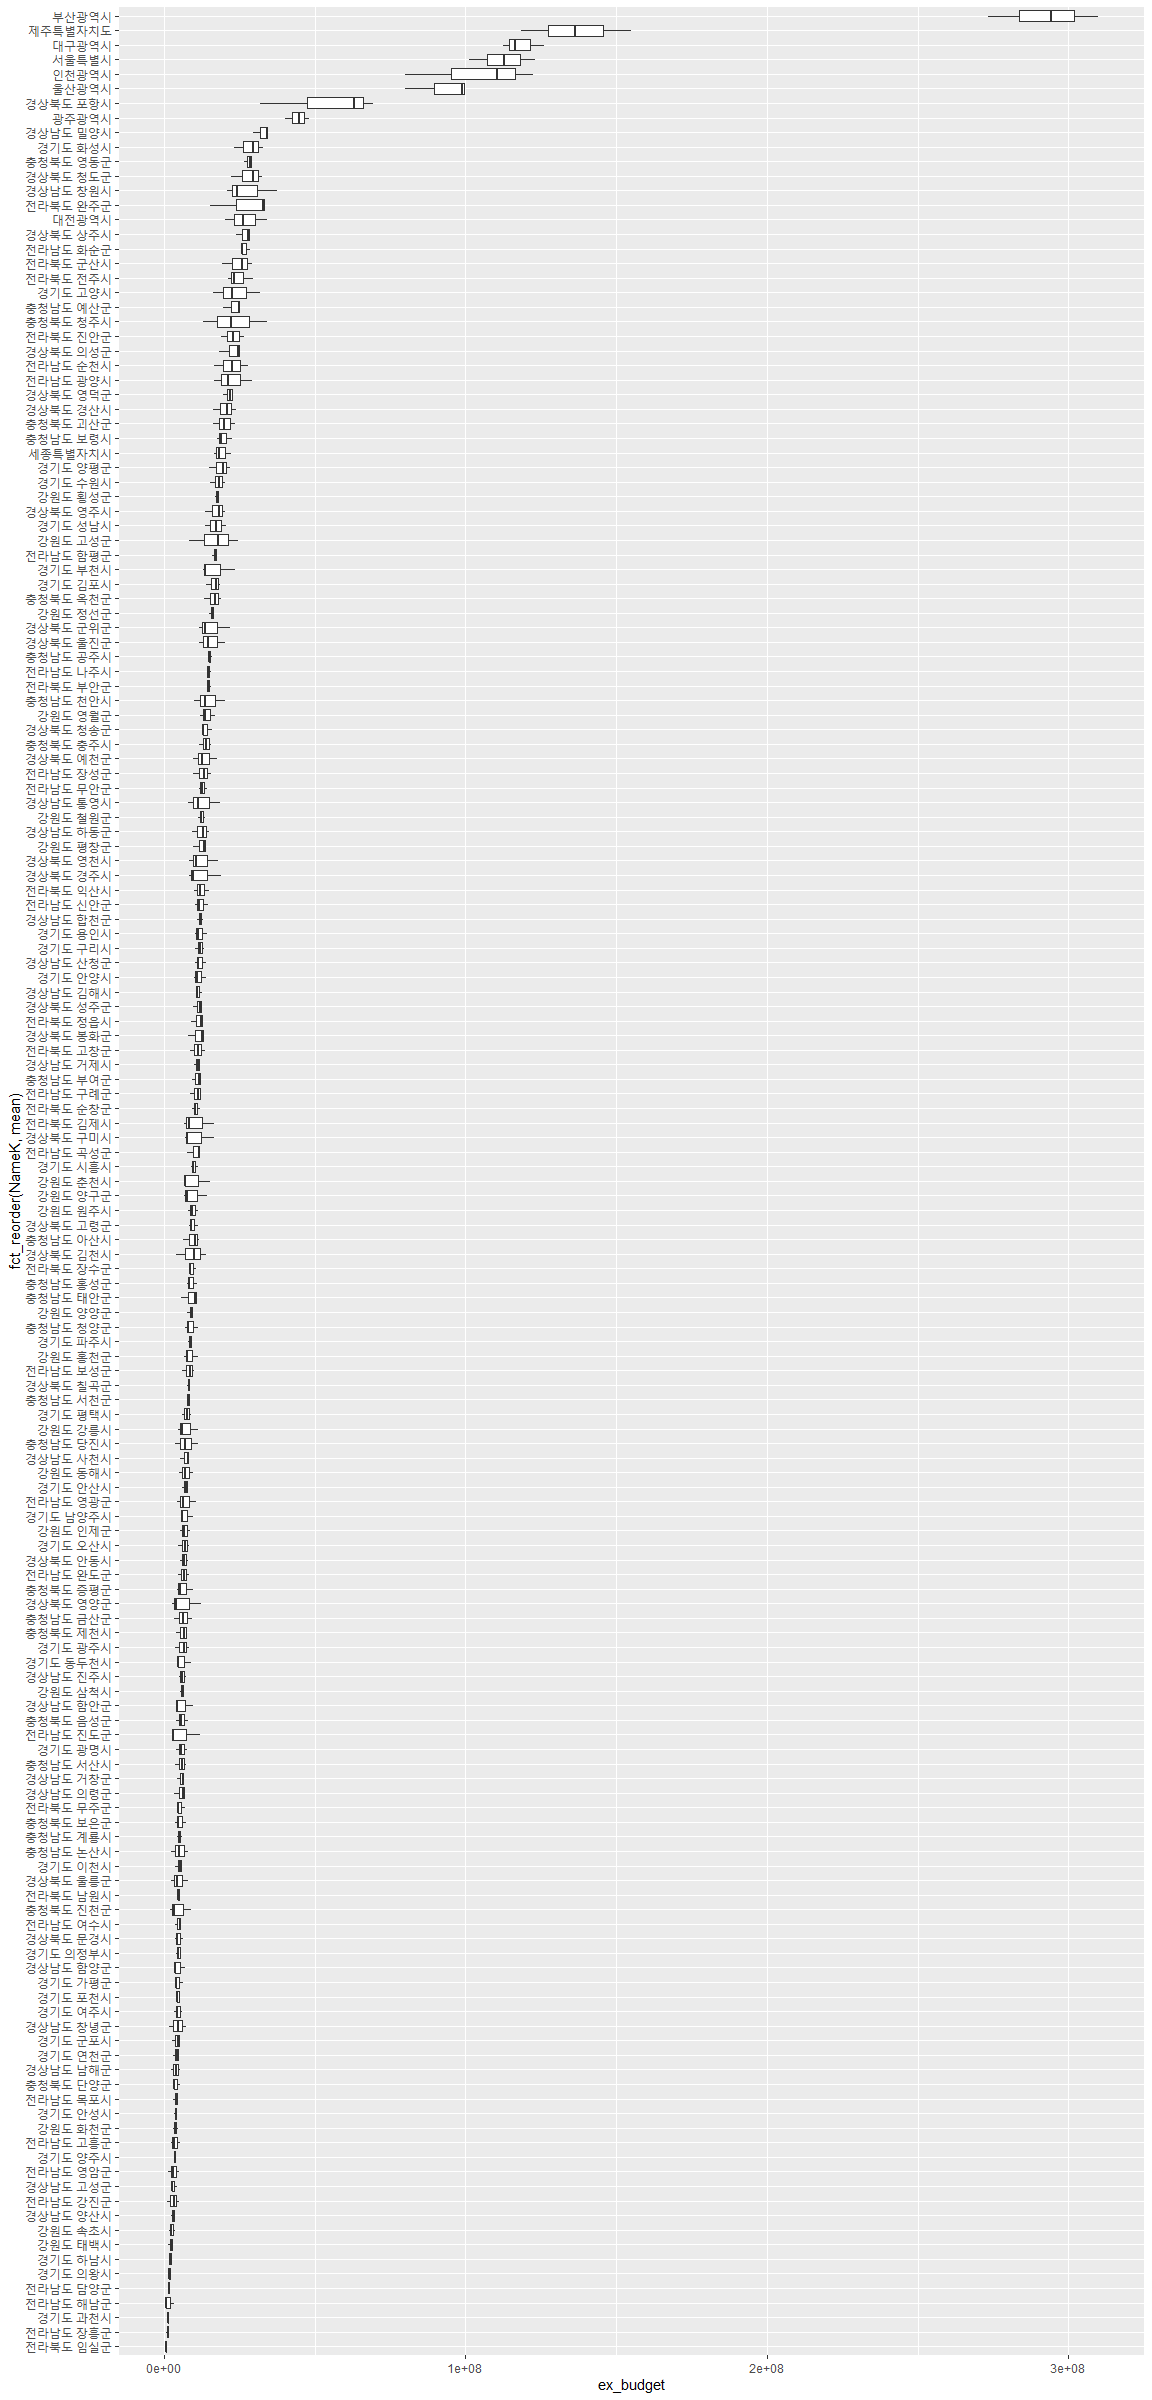 부산광역시
제주특별자치도
대구광역시
서울특별시
인천광역시
울산광역시
경상북도 포항시
광주광역시
경상남도 밀양시
경기도 화성시
충청북도 영동군
경상북도 청도군
경상남도 창원시
전라북도 완주군
대전광역시
경상북도 상주시
전라남도 화순군
전라북도 군산시
전라북도 전주시
경기도 고양시
충청남도 예산군
충청북도 청주시
전라북도 진안군
경상북도 의성군
전라남도 순천시
전라남도 광양시
경상북도 영덕군
경상북도 경산시
충청북도 괴산군
충청남도 보령시
세종특별자치시
경기도 양평군
경기도 수원시
강원도 횡성군
경상북도 영주시
경기도 성남시
강원도 고성군
전라남도 함평군
경기도 부천시
경기도 김포시
충청북도 옥천군
강원도 정선군
경상북도 군위군
경상북도 울진군
충청남도 공주시
전라남도 나주시
전라북도 부안군
충청남도 천안시
강원도 영월군
경상북도 청송군
충청북도 충주시
경상북도 예천군
전라남도 장성군
전라남도 무안군
경상남도 통영시
강원도 철원군
경상남도 하동군
강원도 평창군
경상북도 영천시
경상북도 경주시
전라북도 익산시
전라남도 신안군
경상남도 합천군
경기도 용인시
경기도 구리시
경상남도 산청군
경기도 안양시
경상남도 김해시
경상북도 성주군
전라북도 정읍시
경상북도 봉화군
전라북도 고창군
경상남도 거제시
충청남도 부여군
전라남도 구례군
전라북도 순창군
전라북도 김제시
경상북도 구미시
전라남도 곡성군
경기도 시흥시
강원도 춘천시
강원도 양구군
강원도 원주시
경상북도 고령군
충청남도 아산시
경상북도 김천시
전라북도 장수군
충청남도 홍성군
충청남도 태안군
강원도 양양군
충청남도 청양군
경기도 파주시
강원도 홍천군
전라남도 보성군
경상북도 칠곡군
충청남도 서천군
경기도 평택시
강원도 강릉시
충청남도 당진시
경상남도 사천시
강원도 동해시
경기도 안산시
전라남도 영광군
경기도 남양주시
강원도 인제군
경기도 오산시
경상북도 안동시
전라남도 완도군
충청북도 증평군
경상북도 영양군
충청남도 금산군
충청북도 제천시
경기도 광주시
경기도 동두천시
경상남도 진주시
강원도 삼척시
경상남도 함안군
충청북도 음성군
전라남도 진도군
경기도 광명시
충청남도 서산시
경상남도 거창군
경상남도 의령군
전라북도 무주군
충청북도 보은군
충청남도 계룡시
충청남도 논산시
경기도 이천시
경상북도 울릉군
전라북도 남원시
충청북도 진천군
전라남도 여수시
경상북도 문경시
경기도 의정부시
경상남도 함양군
경기도 가평군
경기도 포천시
경기도 여주시
경상남도 창녕군
경기도 군포시
경기도 연천군
경상남도 남해군
충청북도 단양군
전라남도 목포시
경기도 안성시
강원도 화천군
전라남도 고흥군
경기도 양주시
전라남도 영암군
경상남도 고성군
전라남도 강진군
경상남도 양산시
강원도 속초시
강원도 태백시
경기도 하남시
경기도 의왕시
전라남도 담양군
전라남도 해남군
경기도 과천시
전라남도 장흥군
전라북도 임실군
fct_reorder(NameK, mean)
0e+00 1e+08 2e+08 3e+08
ex_budget